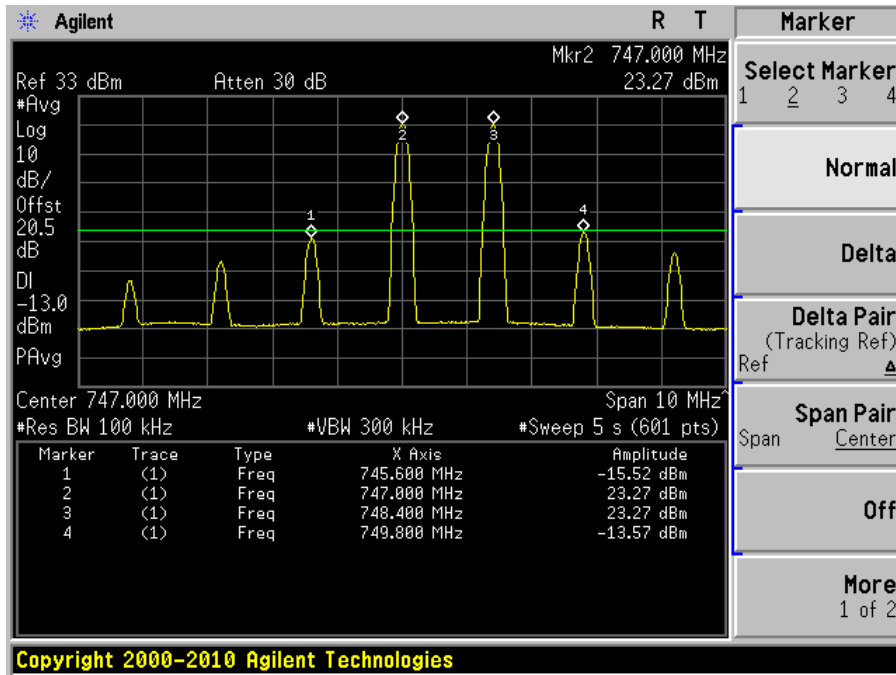 Agilent R T
Mkr2 747.000 MHz
Ref 33 dBm Atten 30 dB 23.27 dBm
#Avg
Log
10
dB/
Offst
20.5
dB
DI
-13.0
dBm
PAvg
1
2
3
4
Center 747.000 MHz Span 10 MHz^
#Res BW 100 kHz #VBW 300 kHz #Sweep 5 s (601 pts)
Marker Trace Type X Axis Amplitude
1 (1) Freq 745.600 MHz -15.52 dBm
2 (1) Freq 747.000 MHz 23.27 dBm
3 (1) Freq 748.400 MHz 23.27 dBm
4 (1) Freq 749.800 MHz -13.57 dBm
Marker
Select Marker
1 2 3 4
Normal
Delta
Delta Pair
(Tracking Ref)
Ref Δ
Span Pair
Span Center
Off
More
1 of 2
Copyright 2000-2010 Agilent Technologies